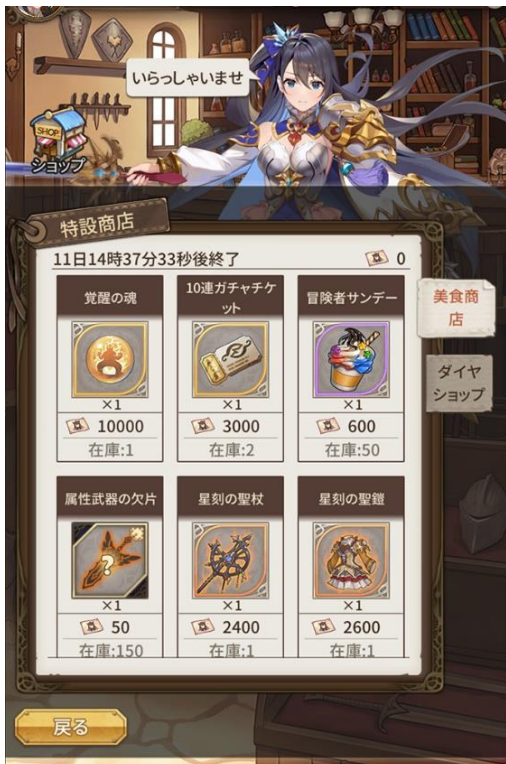 いらっしゃいませ
SHOP
ショップ
特設商店
11日14時37分33秒後終了
0
覚醒の魂
×1
10000
在庫:1
10連ガチャチケ
ット
×1
3000
在庫:2
冒険者サンデー
×1
600
在庫:50
美食商
店
ダイヤ
ショップ
属性武器の欠片
?
×1
50
在庫:150
星刻の聖杖
×1
2400
在庫:1
星刻の聖鎧
×1
2600
在庫:1
戻る